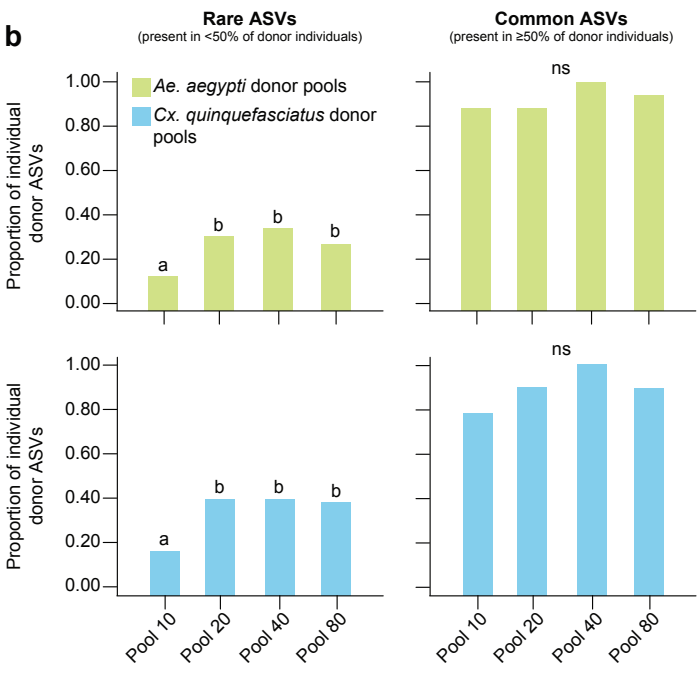 b
Rare ASVs
(present in <50% of donor individuals)
Common ASVs
(present in ≥50% of donor individuals)
Proportion of individual
donor ASVs
1.00
0.80
0.60
0.40
0.20
0.00
Ae. aegypti donor pools
Cx. quinquefasciatus donor
pools
a
b
b
b
ns
Proportion of individual
donor ASVs
1.00
0.80
0.60
0.40
0.20
0.00
a
b
b
b
ns
Pool 10
Pool 20
Pool 40
Pool 80
Pool 10
Pool 20
Pool 40
Pool 80